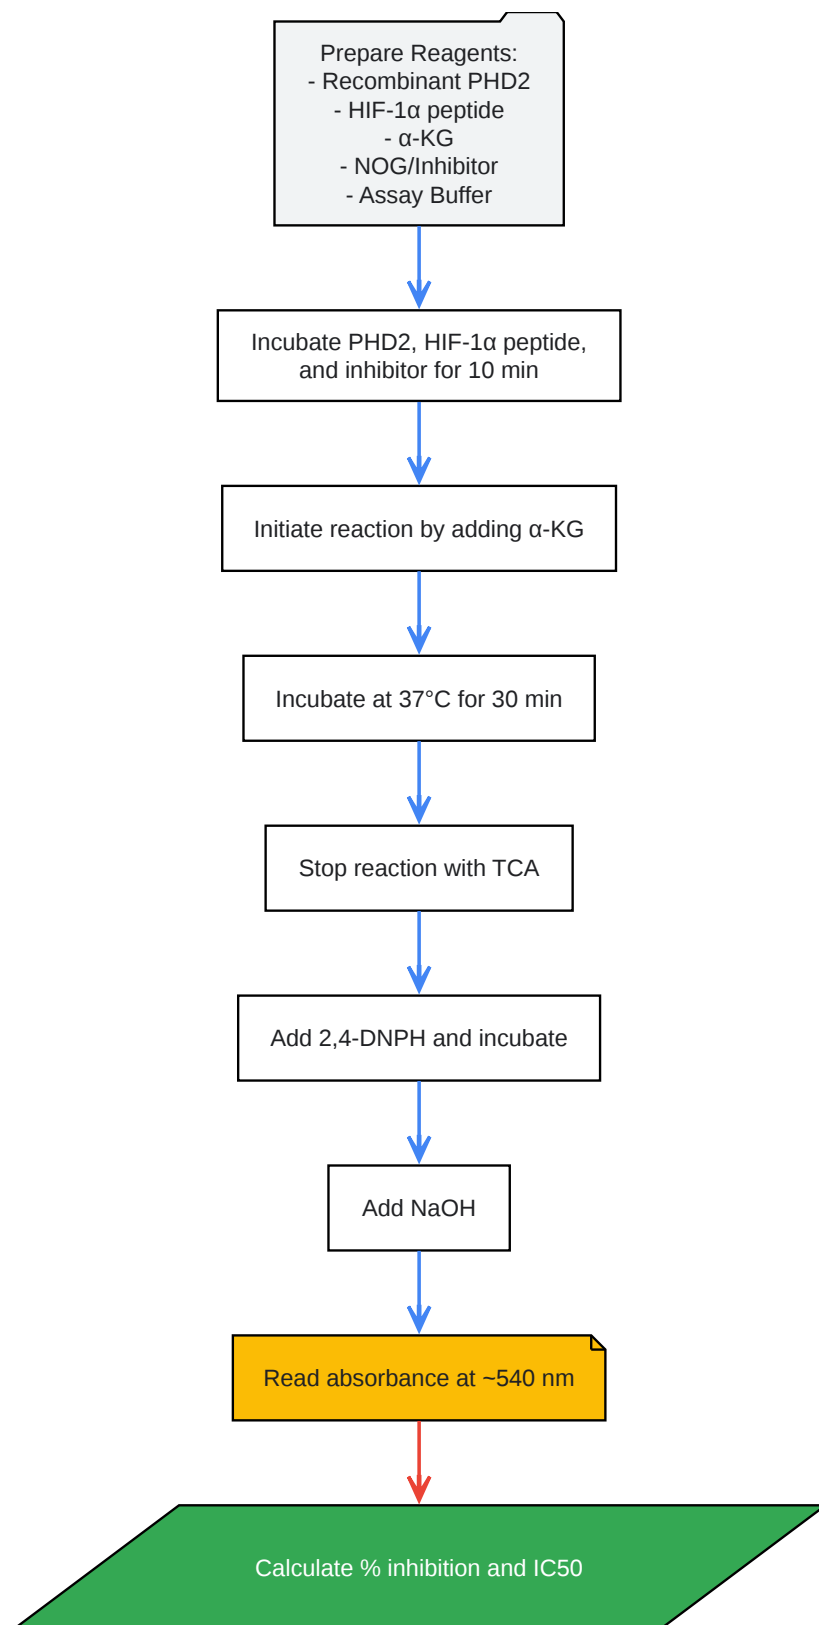 Prepare Reagents:
- Recombinant PHD2
- HIF-1α peptide
- α-KG
- NOG/Inhibitor
- Assay Buffer
Incubate PHD2, HIF-1α peptide,
and inhibitor for 10 min
Initiate reaction by adding α-KG
Incubate at 37°C for 30 min
Stop reaction with TCA
Add 2,4-DNPH and incubate
Add NaOH
Read absorbance at ~540 nm
Calculate % inhibition and IC50